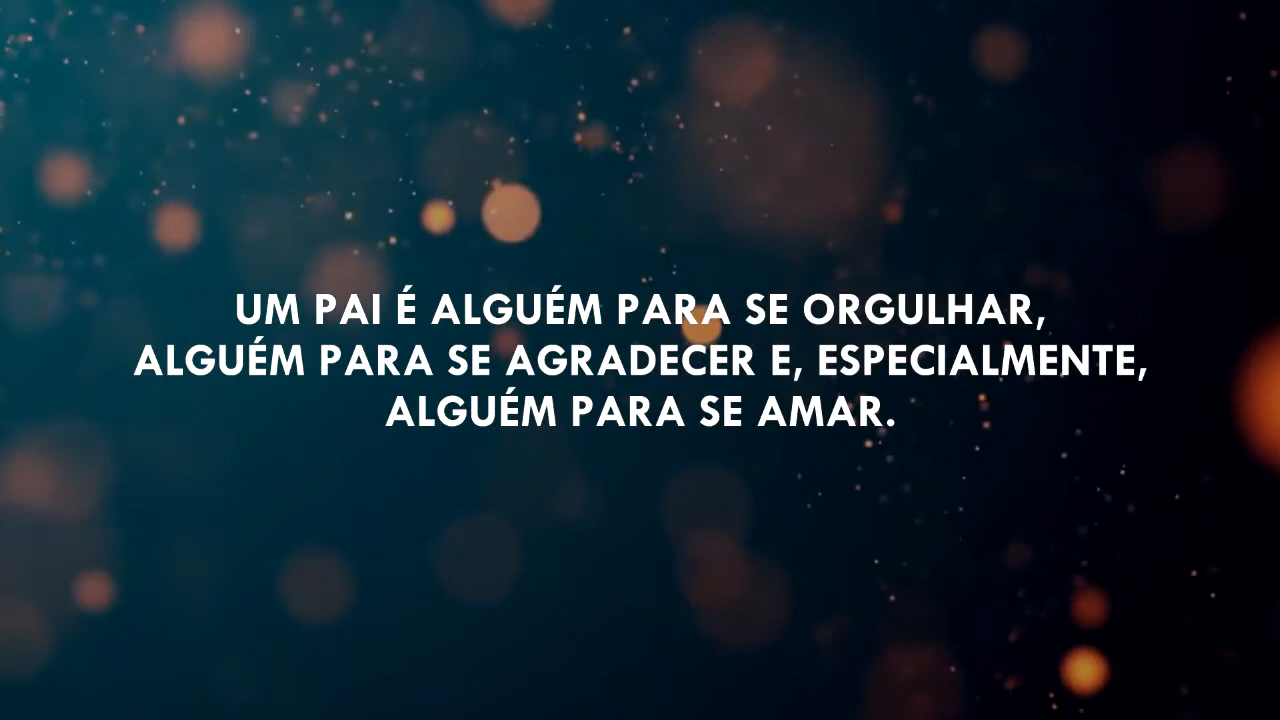 UM PAI É ALGUÉM PARA SE ORGULHAR,
ALGUÉM PARA SE AGRADECER E, ESPECIALMENTE,
ALGUÉM PARA SE AMAR.